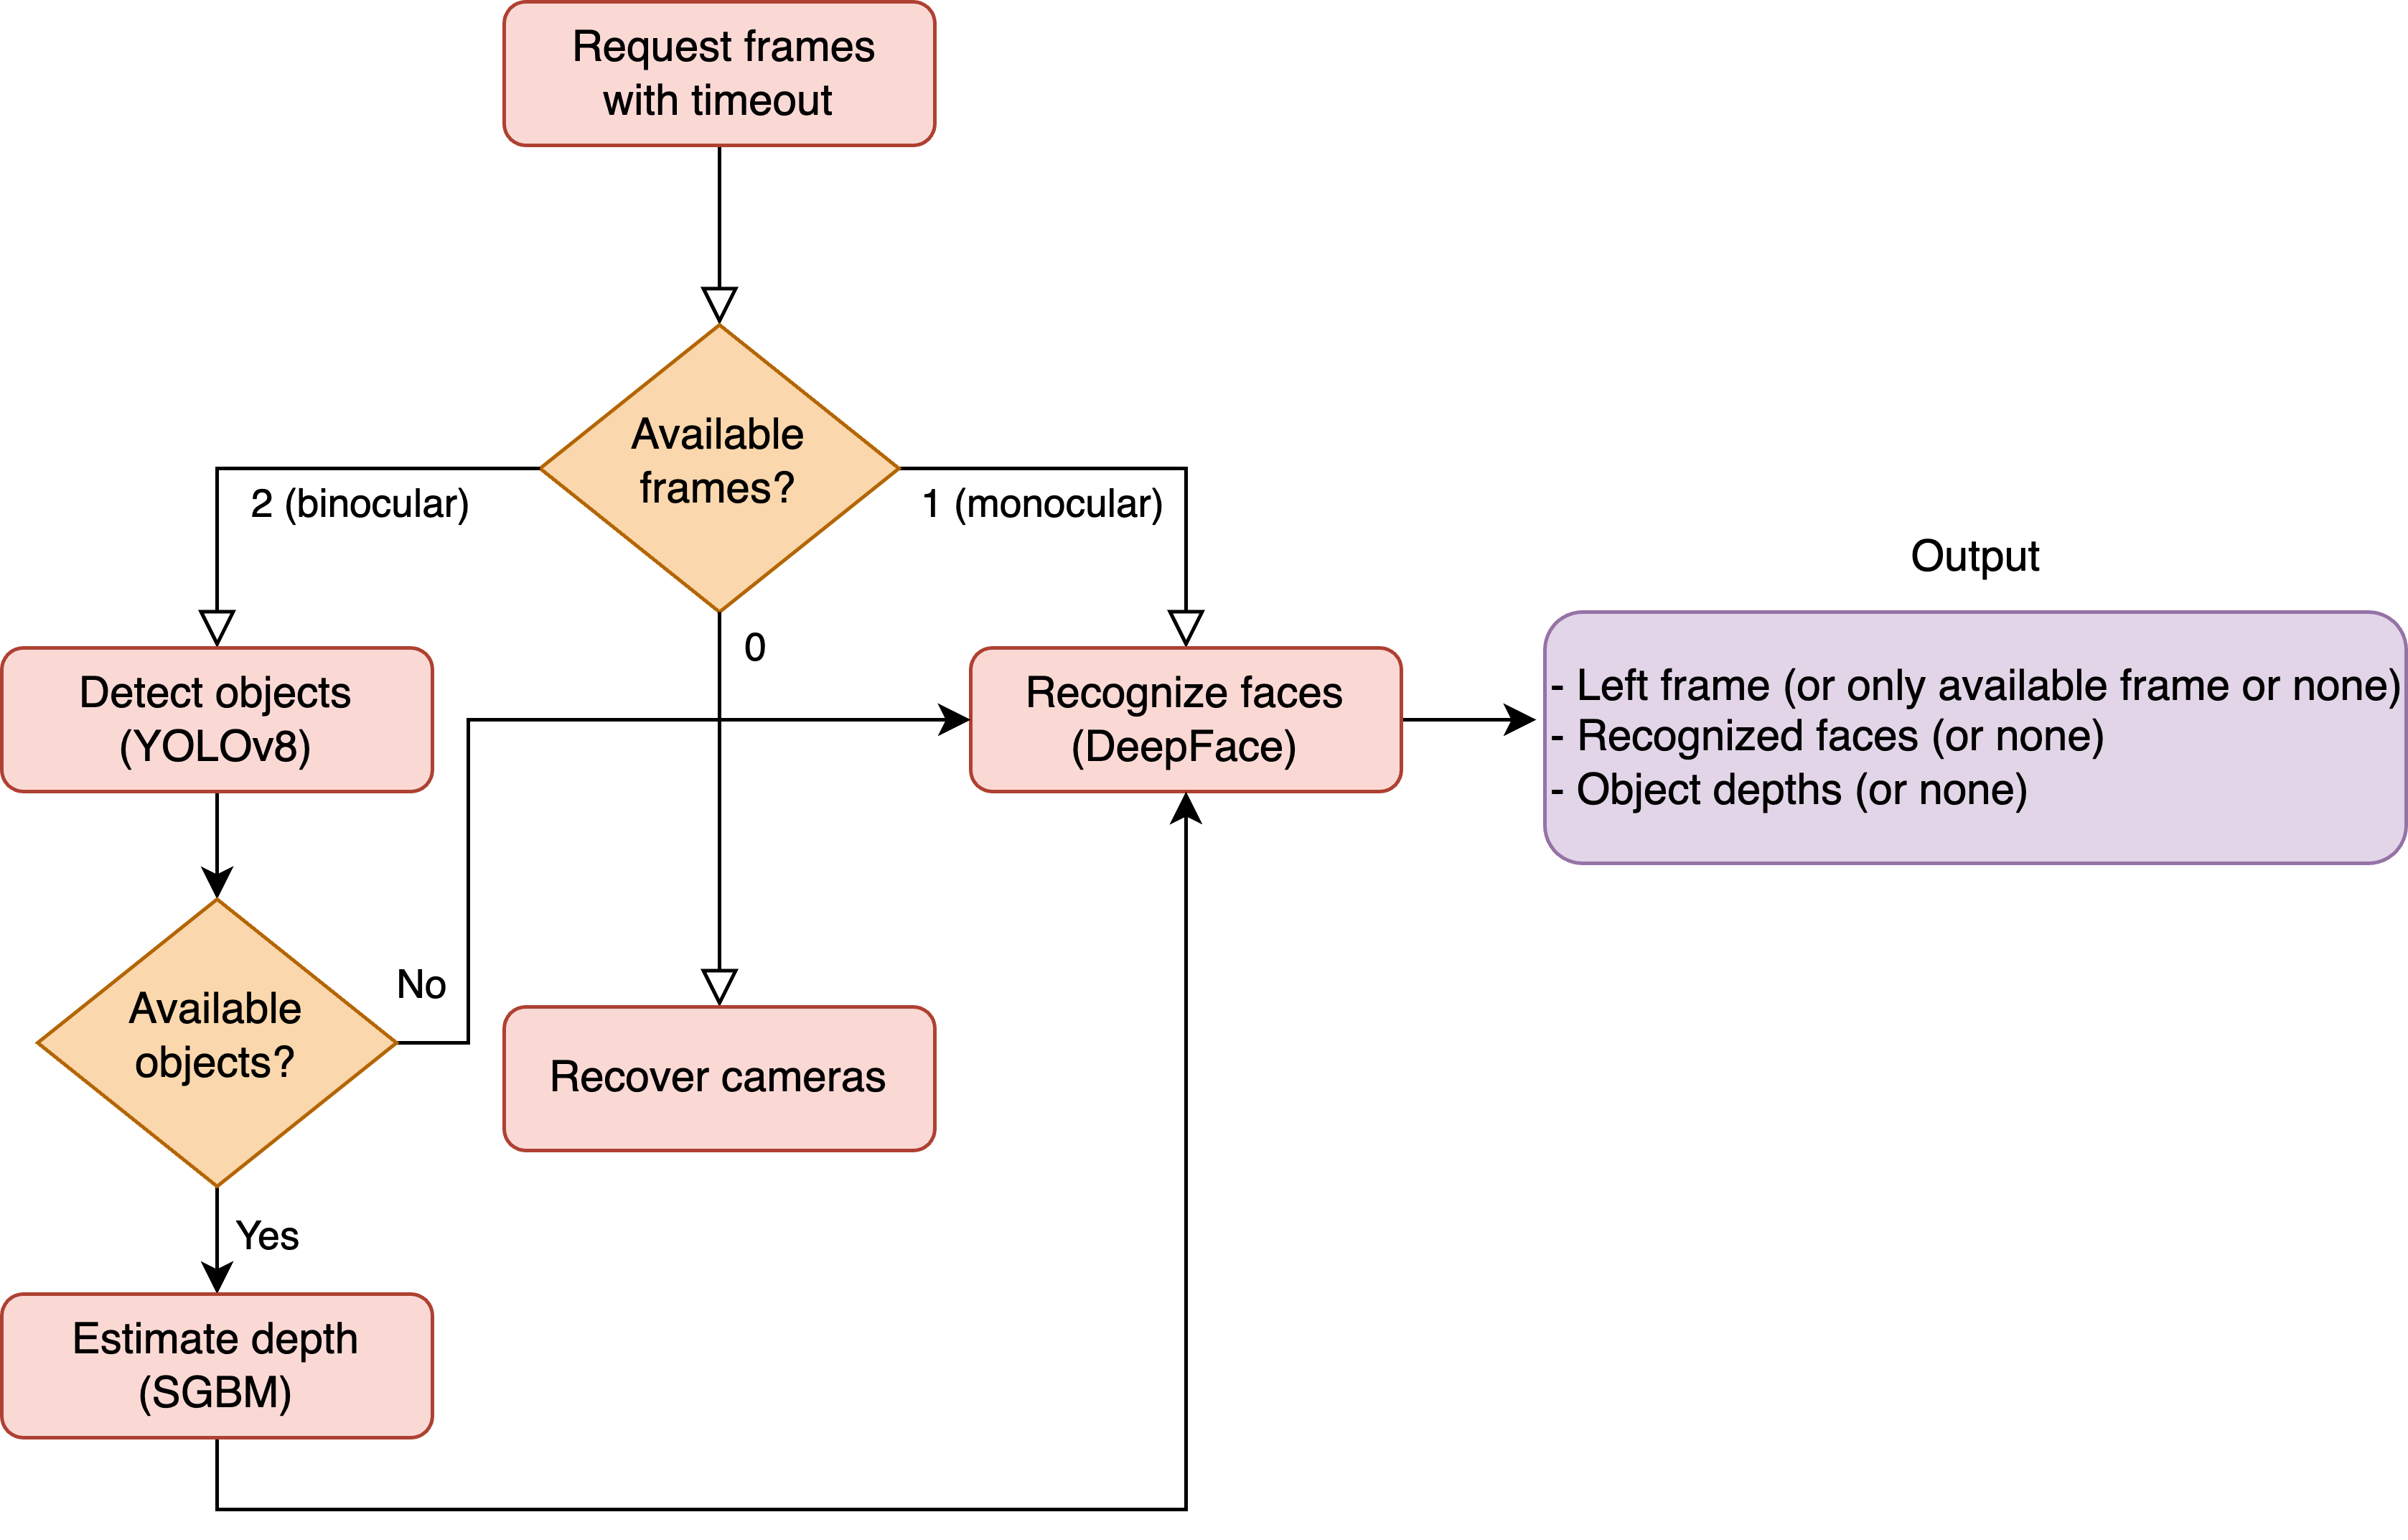 Request frames
with timeout
Available
frames?
2 (binocular)
1 (monocular)
0
Output
Detect objects
(YOLOv8)
Recognize faces
(DeepFace)
- Left frame (or only available frame or none)
- Recognized faces (or none)
- Object depths (or none)
Available
objects?
No
Recover cameras
Yes
Estimate depth
(SGBM)